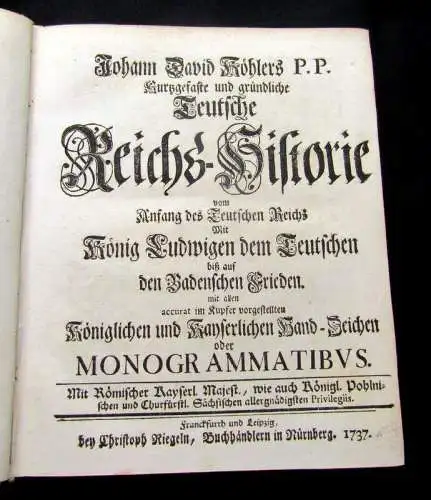 Johann David Köhlers P. P.
Kurtzgefaste und gründliche
Teutsche
Reichs-Historie
vom
Anfang des Teutschen Reichs
Mit
König Ludwigen dem Teutschen
biß auf
den Badenschen Frieden.
mit allen
accurat im Kupfer vorgestellten
Königlichen und Kayserlichen Hand-Zeichen
oder
MONOGRAMMATIBVS.
Mit Römischer Kayserl. Majest., wie auch Königl. Pohlni-
schen und Churfürstl. Sächsischen allergnädigsten Privilegiis.
Franckfurth und Leipzig,
bey Christoph Riegeln, Buchhändlern in Nürnberg. 1737.